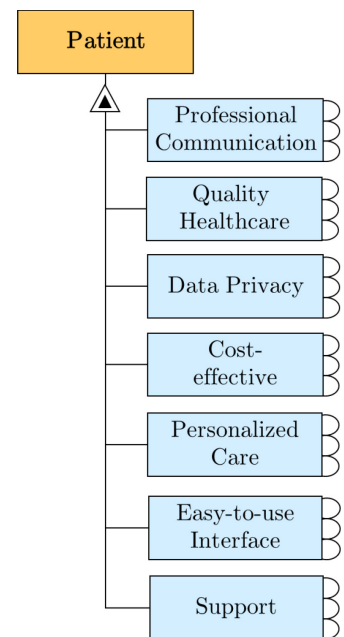 Patient
Professional
Communication
Quality
Healthcare
Data Privacy
Cost-
effective
Personalized
Care
Easy-to-use
Interface
Support